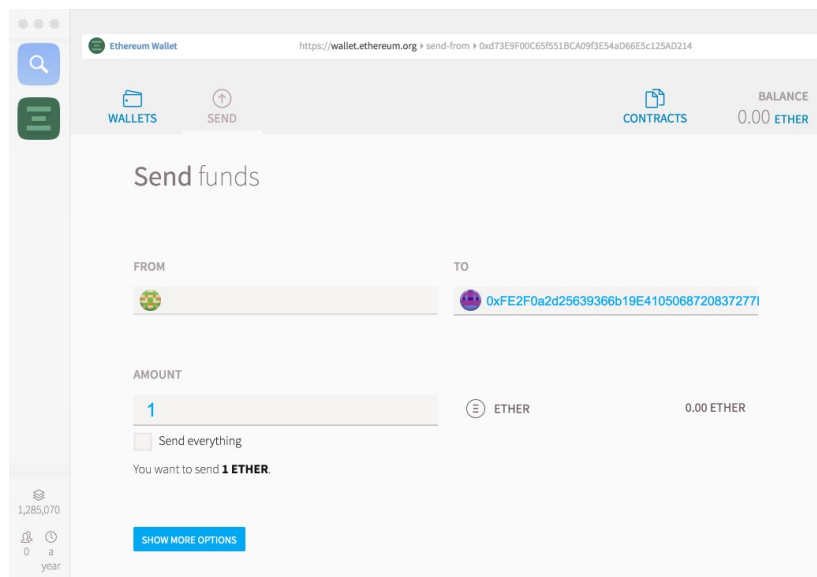 Ethereum Wallet
https://wallet.ethereum.org ▸ send-from ▸ 0xd73E9F00C65f551BCA09f3E54aD66E5c125AD214
WALLETS
SEND
CONTRACTS
BALANCE
0.00 ETHER
Send funds
FROM
TO
0xFE2F0a2d25639366b19E4105068720837277
AMOUNT
1
ETHER
0.00 ETHER
Send everything
You want to send 1 ETHER.
1,285,070
0
a
year
SHOW MORE OPTIONS